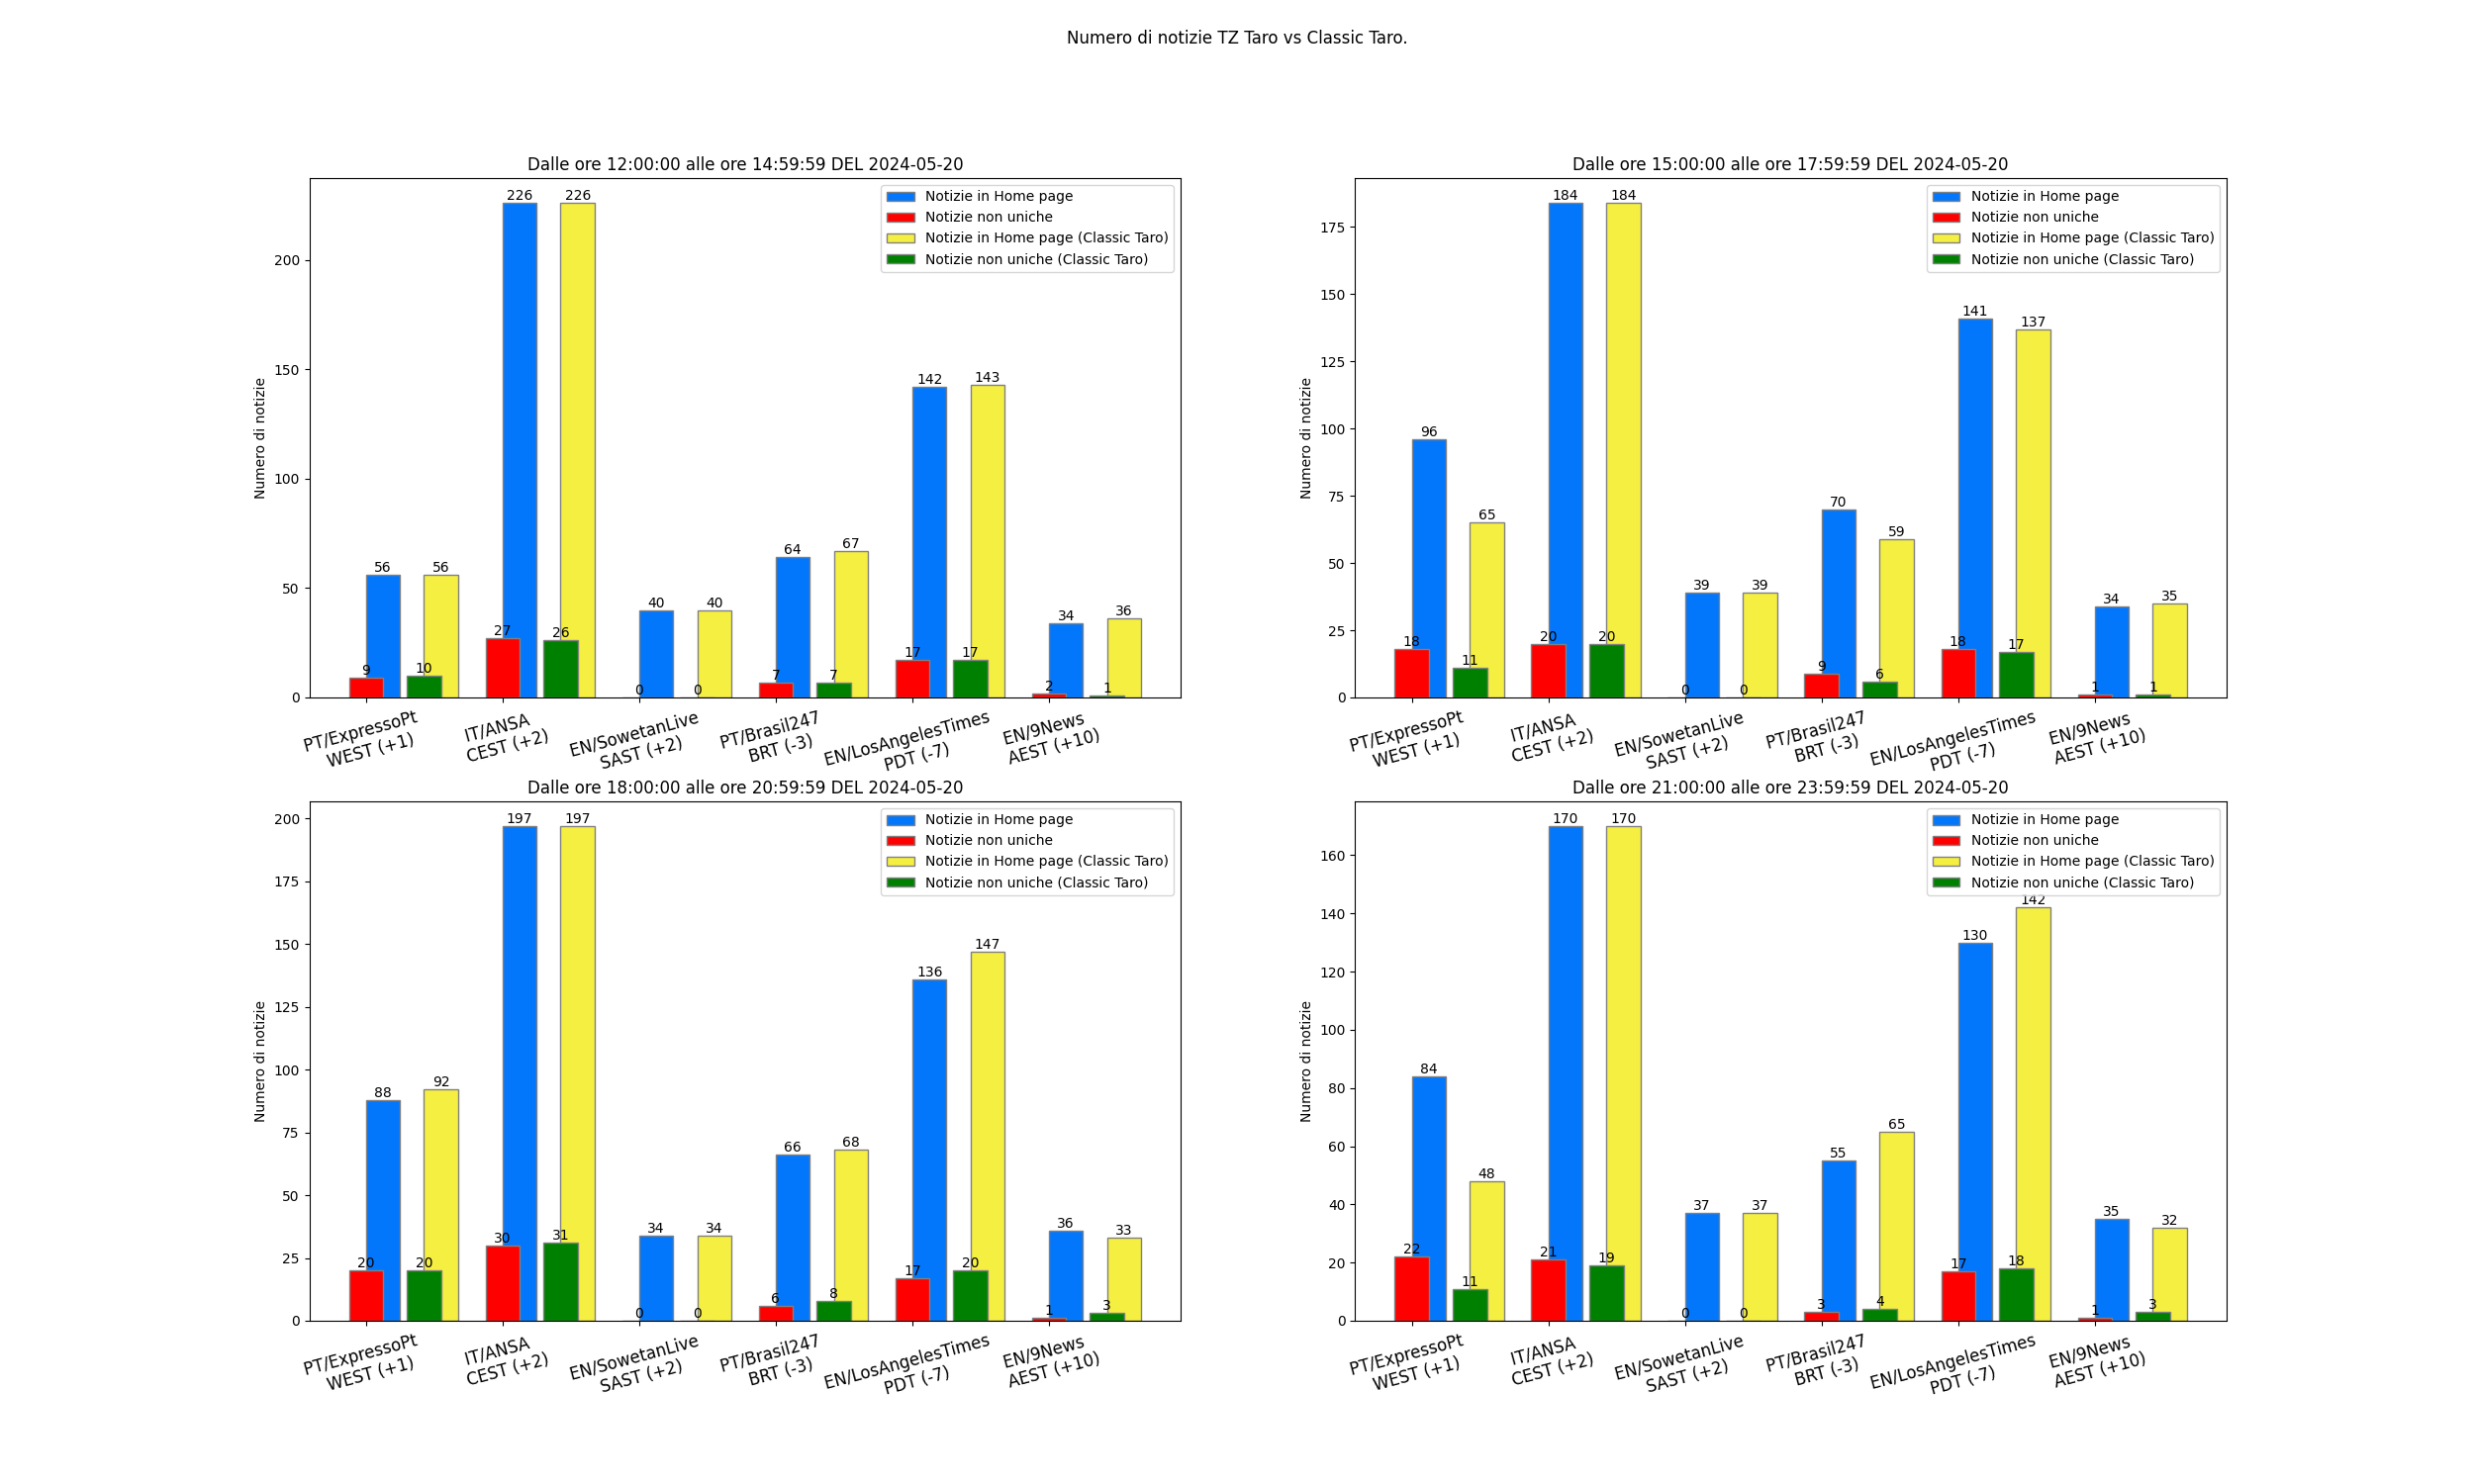 Numero di notizie TZ Taro vs Classic Taro.
Dalle ore 12:00:00 alle ore 14:59:59 DEL 2024-05-20
Numero di notizie
200
150
100
50
0
Notizie in Home page
Notizie non uniche
Notizie in Home page (Classic Taro)
Notizie non uniche (Classic Taro)
56 56 226 226 40 40 64 67 142 143 34 36
9 10 27 26 0 0 7 7 17 17 2 1
PT/ExpressoPt
WEST (+1)
IT/ANSA
CEST (+2)
EN/SowetanLive
SAST (+2)
PT/Brasil247
BRT (-3)
EN/LosAngelesTimes
PDT (-7)
EN/9News
AEST (+10)
Dalle ore 15:00:00 alle ore 17:59:59 DEL 2024-05-20
Numero di notizie
175
150
125
100
75
50
25
0
Notizie in Home page
Notizie non uniche
Notizie in Home page (Classic Taro)
Notizie non uniche (Classic Taro)
96 65 184 184 39 39 70 59 141 137 34 35
18 11 20 20 0 0 9 6 18 17 1 1
PT/ExpressoPt
WEST (+1)
IT/ANSA
CEST (+2)
EN/SowetanLive
SAST (+2)
PT/Brasil247
BRT (-3)
EN/LosAngelesTimes
PDT (-7)
EN/9News
AEST (+10)
Dalle ore 18:00:00 alle ore 20:59:59 DEL 2024-05-20
Numero di notizie
200
175
150
125
100
75
50
25
0
Notizie in Home page
Notizie non uniche
Notizie in Home page (Classic Taro)
Notizie non uniche (Classic Taro)
88 92 197 197 34 34 66 68 136 147 36 33
20 20 30 31 0 0 6 8 17 20 1 3
PT/ExpressoPt
WEST (+1)
IT/ANSA
CEST (+2)
EN/SowetanLive
SAST (+2)
PT/Brasil247
BRT (-3)
EN/LosAngelesTimes
PDT (-7)
EN/9News
AEST (+10)
Dalle ore 21:00:00 alle ore 23:59:59 DEL 2024-05-20
Numero di notizie
160
140
120
100
80
60
40
20
0
Notizie in Home page
Notizie non uniche
Notizie in Home page (Classic Taro)
Notizie non uniche (Classic Taro)
84 48 170 170 37 37 55 65 130 142 35 32
22 11 21 19 0 0 3 4 17 18 1 3
PT/ExpressoPt
WEST (+1)
IT/ANSA
CEST (+2)
EN/SowetanLive
SAST (+2)
PT/Brasil247
BRT (-3)
EN/LosAngelesTimes
PDT (-7)
EN/9News
AEST (+10)